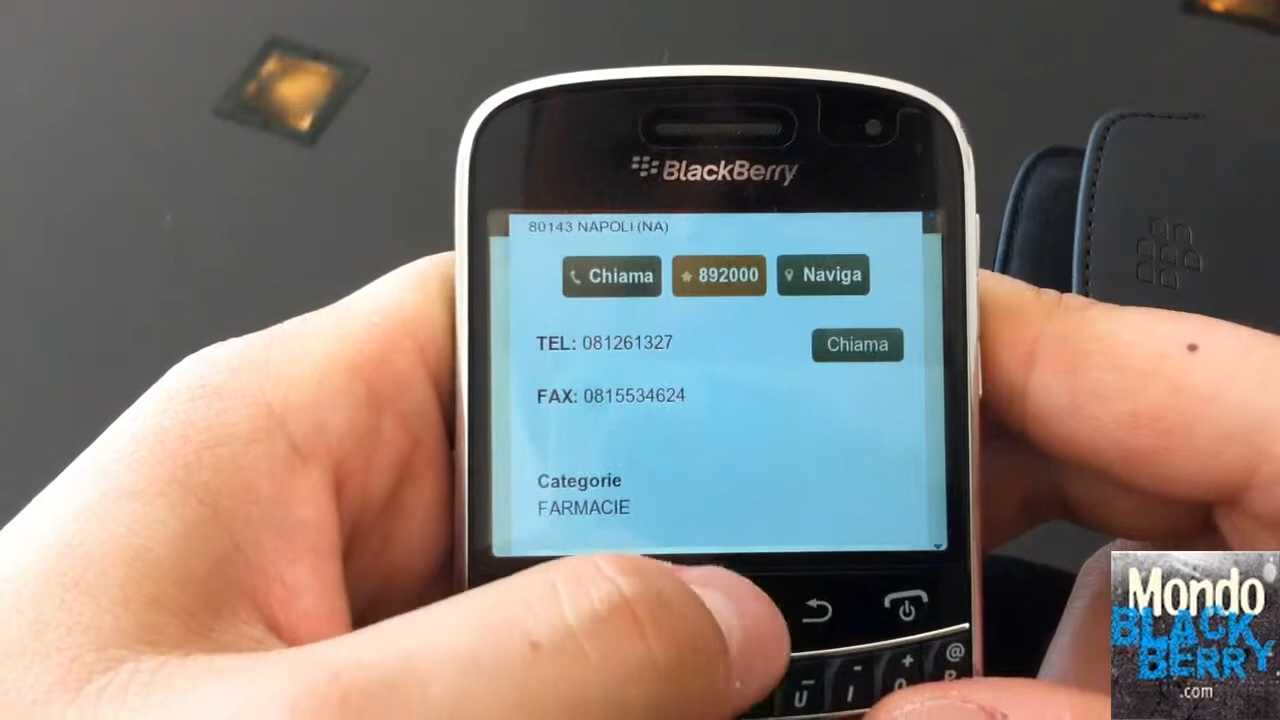 BlackBerry
80143 NAPOLI (NA)
Chiama
892000
Naviga
TEL: 081261327
Chiama
FAX: 0815534624
Categorie
FARMACIE
@
+
-
U
I
Mondo
BLACK
BERRY
.com